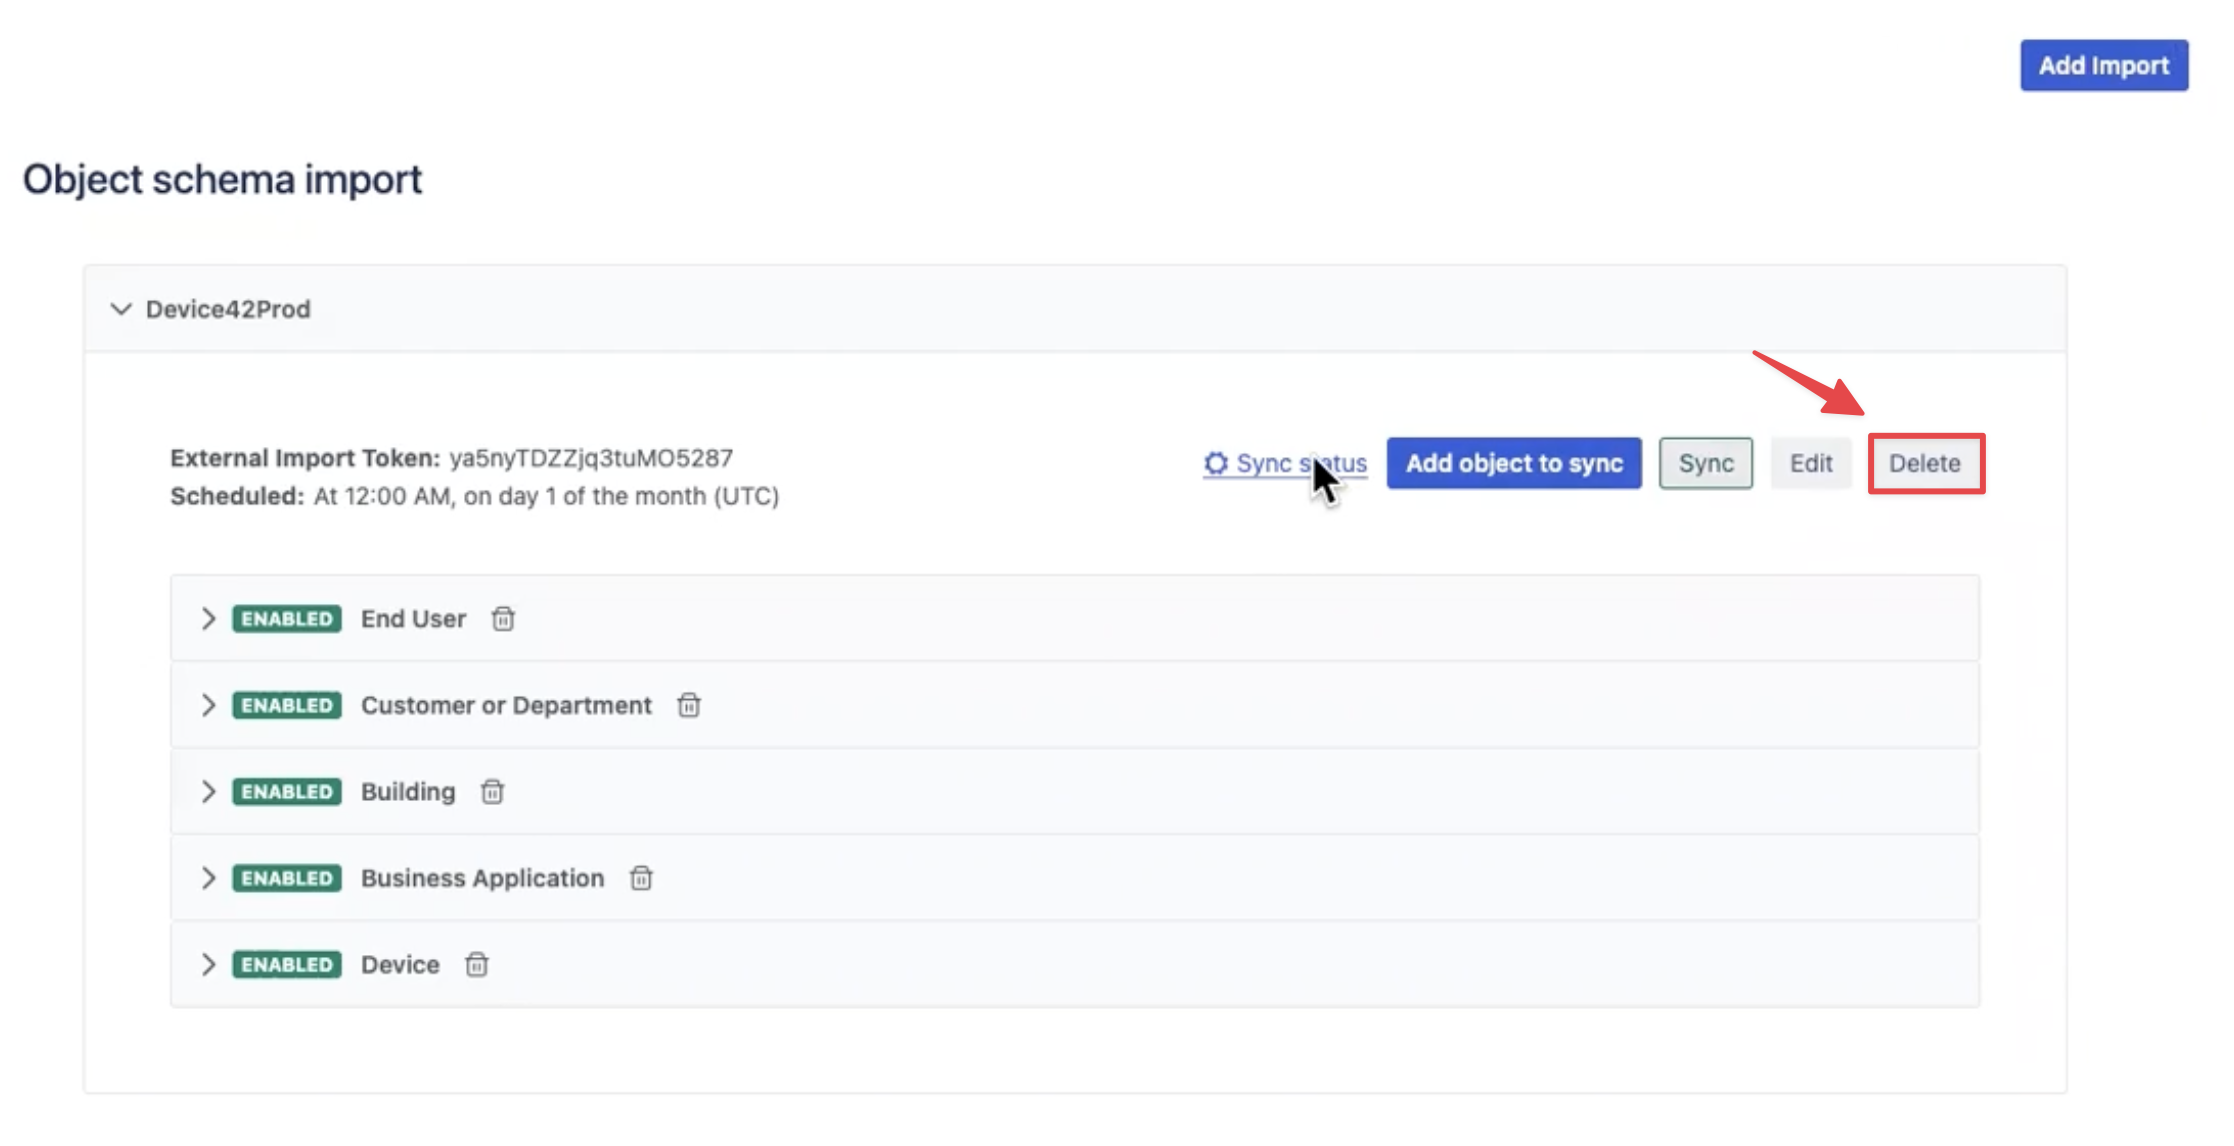 Add Import
Object schema import
Device42Prod
External Import Token: ya5nyTDZZjq3tuMO5287
Scheduled: At 12:00 AM, on day 1 of the month (UTC)
Sync status
Add object to sync
Sync
Edit
Delete
ENABLED End User
ENABLED Customer or Department
ENABLED Building
ENABLED Business Application
ENABLED Device